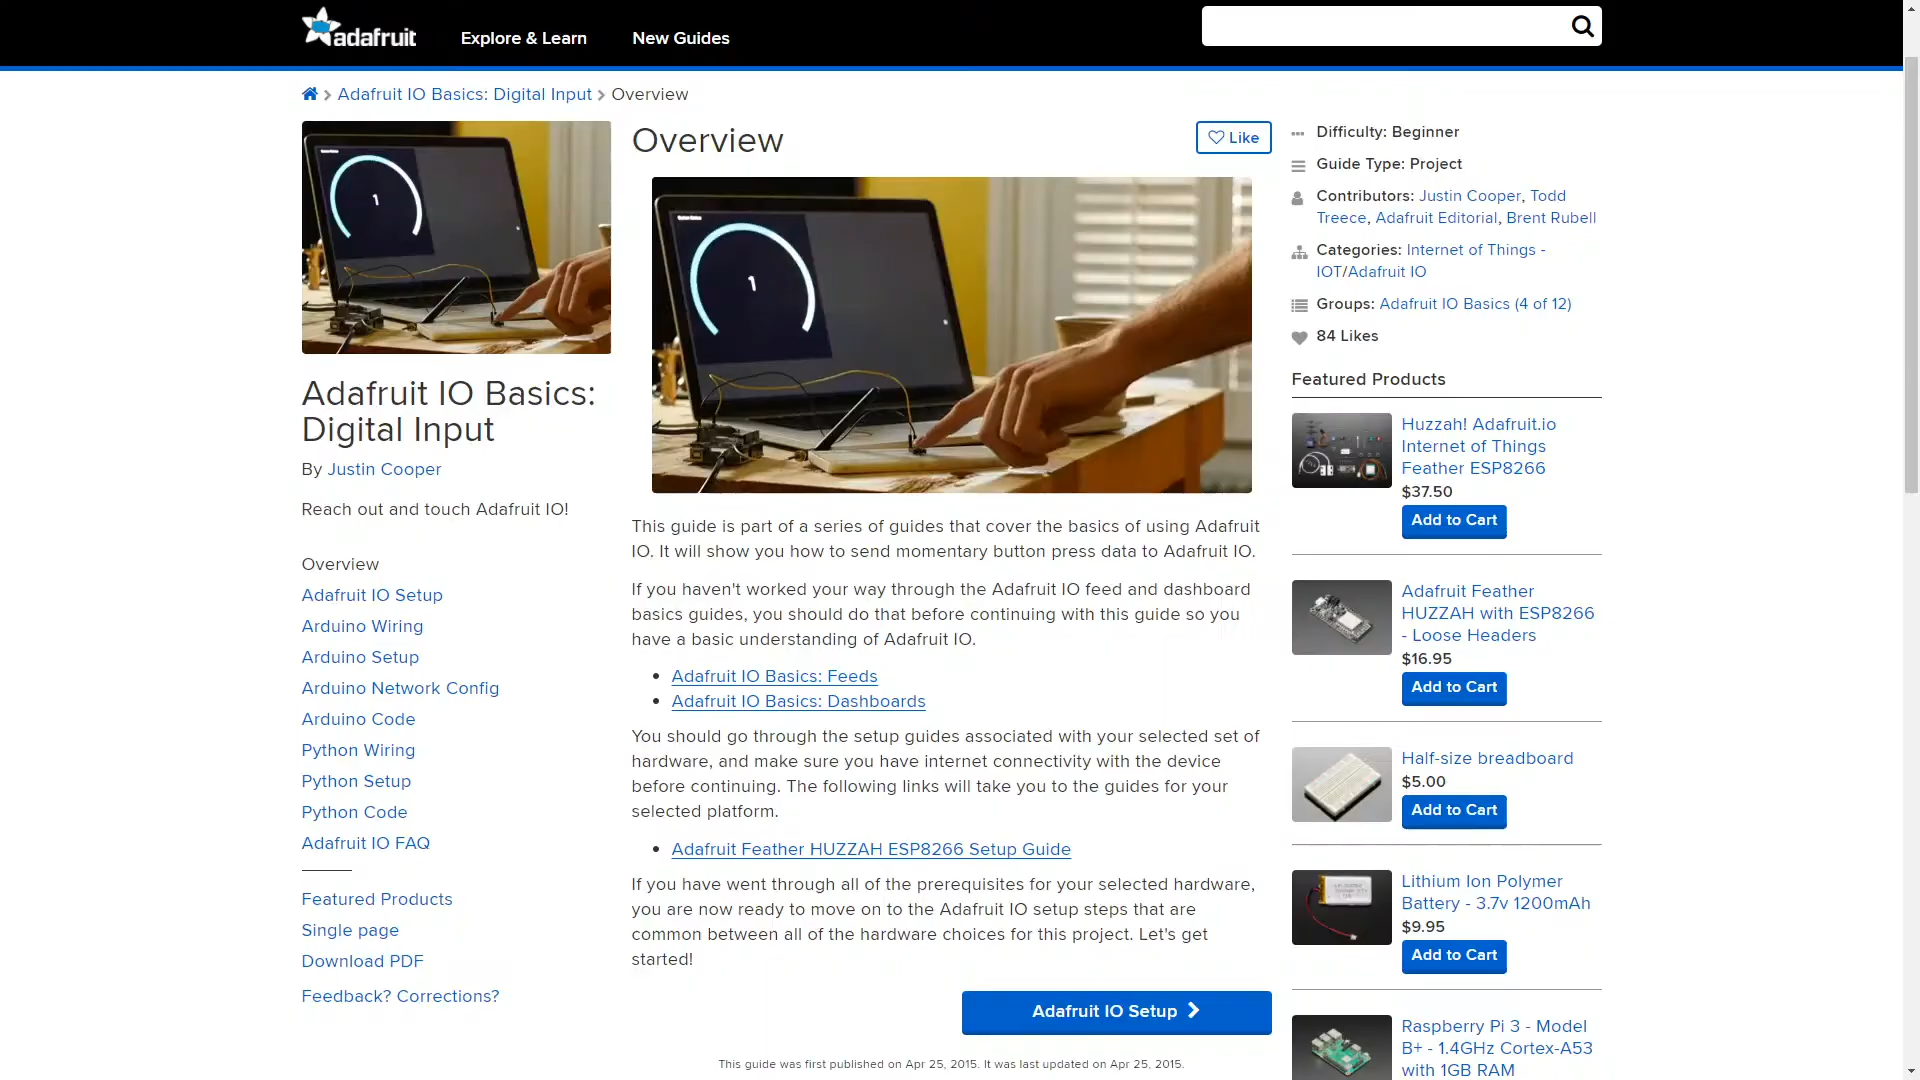 adafruit
Explore & Learn
New Guides
Adafruit IO Basics: Digital Input
Overview
1
Adafruit IO Basics:
Digital Input
By Justin Cooper
Reach out and touch Adafruit IO!
Overview
Adafruit IO Setup
Arduino Wiring
Arduino Setup
Arduino Network Config
Arduino Code
Python Wiring
Python Setup
Python Code
Adafruit IO FAQ
Featured Products
Single page
Download PDF
Feedback? Corrections?
Overview
Like
1
This guide is part of a series of guides that cover the basics of using Adafruit
IO. It will show you how to send momentary button press data to Adafruit IO.
If you haven't worked your way through the Adafruit IO feed and dashboard
basics guides, you should do that before continuing with this guide so you
have a basic understanding of Adafruit IO.
Adafruit IO Basics: Feeds
Adafruit IO Basics: Dashboards
You should go through the setup guides associated with your selected set of
hardware, and make sure you have internet connectivity with the device
before continuing. The following links will take you to the guides for your
selected platform.
Adafruit Feather HUZZAH ESP8266 Setup Guide
If you have went through all of the prerequisites for your selected hardware,
you are now ready to move on to the Adafruit IO setup steps that are
common between all of the hardware choices for this project. Let's get
started!
Adafruit IO Setup
This guide was first published on Apr 25, 2015. It was last updated on Apr 25, 2015.
Difficulty: Beginner
Guide Type: Project
Contributors: Justin Cooper, Todd
Treece, Adafruit Editorial, Brent Rubell
Categories: Internet of Things -
IOT/Adafruit IO
Groups: Adafruit IO Basics (4 of 12)
84 Likes
Featured Products
Huzzah! Adafruit.io
Internet of Things
Feather ESP8266
$37.50
Add to Cart
Adafruit Feather
HUZZAH with ESP8266
- Loose Headers
$16.95
Add to Cart
Half-size breadboard
$5.00
Add to Cart
Lithium Ion Polymer
Battery - 3.7v 1200mAh
$9.95
Add to Cart
Raspberry Pi 3 - Model
B+ - 1.4GHz Cortex-A53
with 1GB RAM